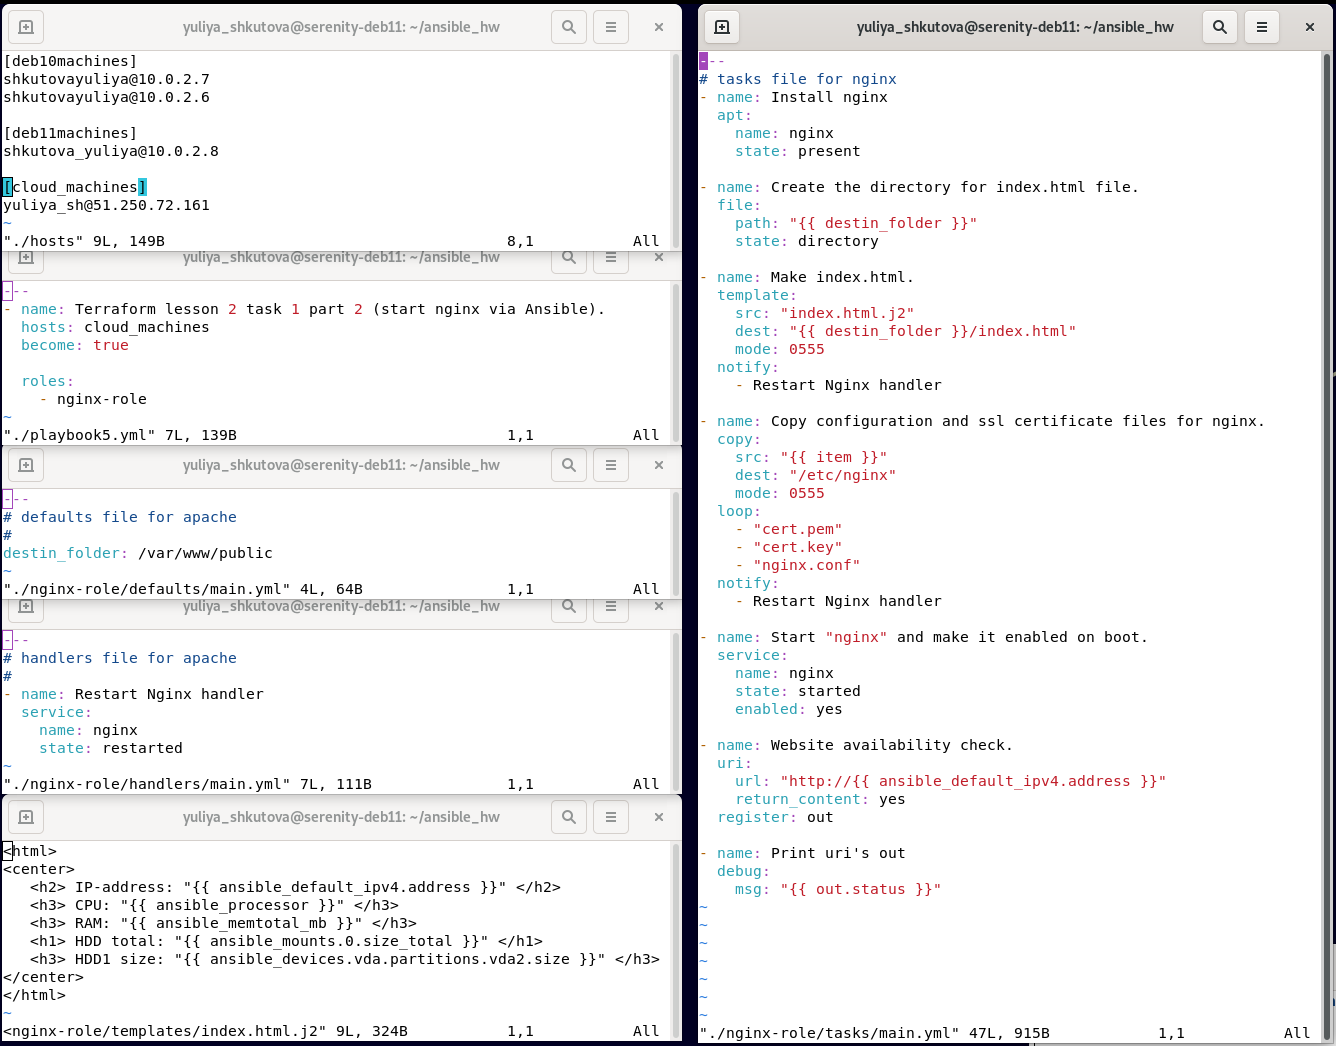 yuliya_shkutova@serenity-deb11: ~/ansible_hw
[deb10machines]
shkutovayuliya@10.0.2.7
shkutovayuliya@10.0.2.6
[deb11machines]
shkutova_yuliya@10.0.2.8
[cloud_machines]
yuliya_sh@51.250.72.161
~
"./hosts" 9L, 149B 8,1 All
yuliya_shkutova@serenity-deb11: ~/ansible_hw
---
- name: Terraform lesson 2 task 1 part 2 (start nginx via Ansible).
  hosts: cloud_machines
  become: true
  roles:
    - nginx-role
~
"./playbook5.yml" 7L, 139B 1,1 All
yuliya_shkutova@serenity-deb11: ~/ansible_hw
---
# defaults file for apache
#
destin_folder: /var/www/public
~
"./nginx-role/defaults/main.yml" 4L, 64B 1,1 All
yuliya_shkutova@serenity-deb11: ~/ansible_hw
---
# handlers file for apache
#
- name: Restart Nginx handler
  service:
    name: nginx
    state: restarted
~
"./nginx-role/handlers/main.yml" 7L, 111B 1,1 All
yuliya_shkutova@serenity-deb11: ~/ansible_hw
<html>
<center>
   <h2> IP-address: "{{ ansible_default_ipv4.address }}" </h2>
   <h3> CPU: "{{ ansible_processor }}" </h3>
   <h3> RAM: "{{ ansible_memtotal_mb }}" </h3>
   <h1> HDD total: "{{ ansible_mounts.0.size_total }}" </h1>
   <h3> HDD1 size: "{{ ansible_devices.vda.partitions.vda2.size }}" </h3>
</center>
</html>
~
<nginx-role/templates/index.html.j2" 9L, 324B 1,1 All
yuliya_shkutova@serenity-deb11: ~/ansible_hw
---
# tasks file for nginx
- name: Install nginx
  apt:
    name: nginx
    state: present
- name: Create the directory for index.html file.
  file:
    path: "{{ destin_folder }}"
    state: directory
- name: Make index.html.
  template:
    src: "index.html.j2"
    dest: "{{ destin_folder }}/index.html"
    mode: 0555
  notify:
    - Restart Nginx handler
- name: Copy configuration and ssl certificate files for nginx.
  copy:
    src: "{{ item }}"
    dest: "/etc/nginx"
    mode: 0555
  loop:
    - "cert.pem"
    - "cert.key"
    - "nginx.conf"
  notify:
    - Restart Nginx handler
- name: Start "nginx" and make it enabled on boot.
  service:
    name: nginx
    state: started
    enabled: yes
- name: Website availability check.
  uri:
    url: "http://{{ ansible_default_ipv4.address }}"
    return_content: yes
  register: out
- name: Print uri's out
  debug:
    msg: "{{ out.status }}"
~
~
~
~
~
~
~
"./nginx-role/tasks/main.yml" 47L, 915B 1,1 All